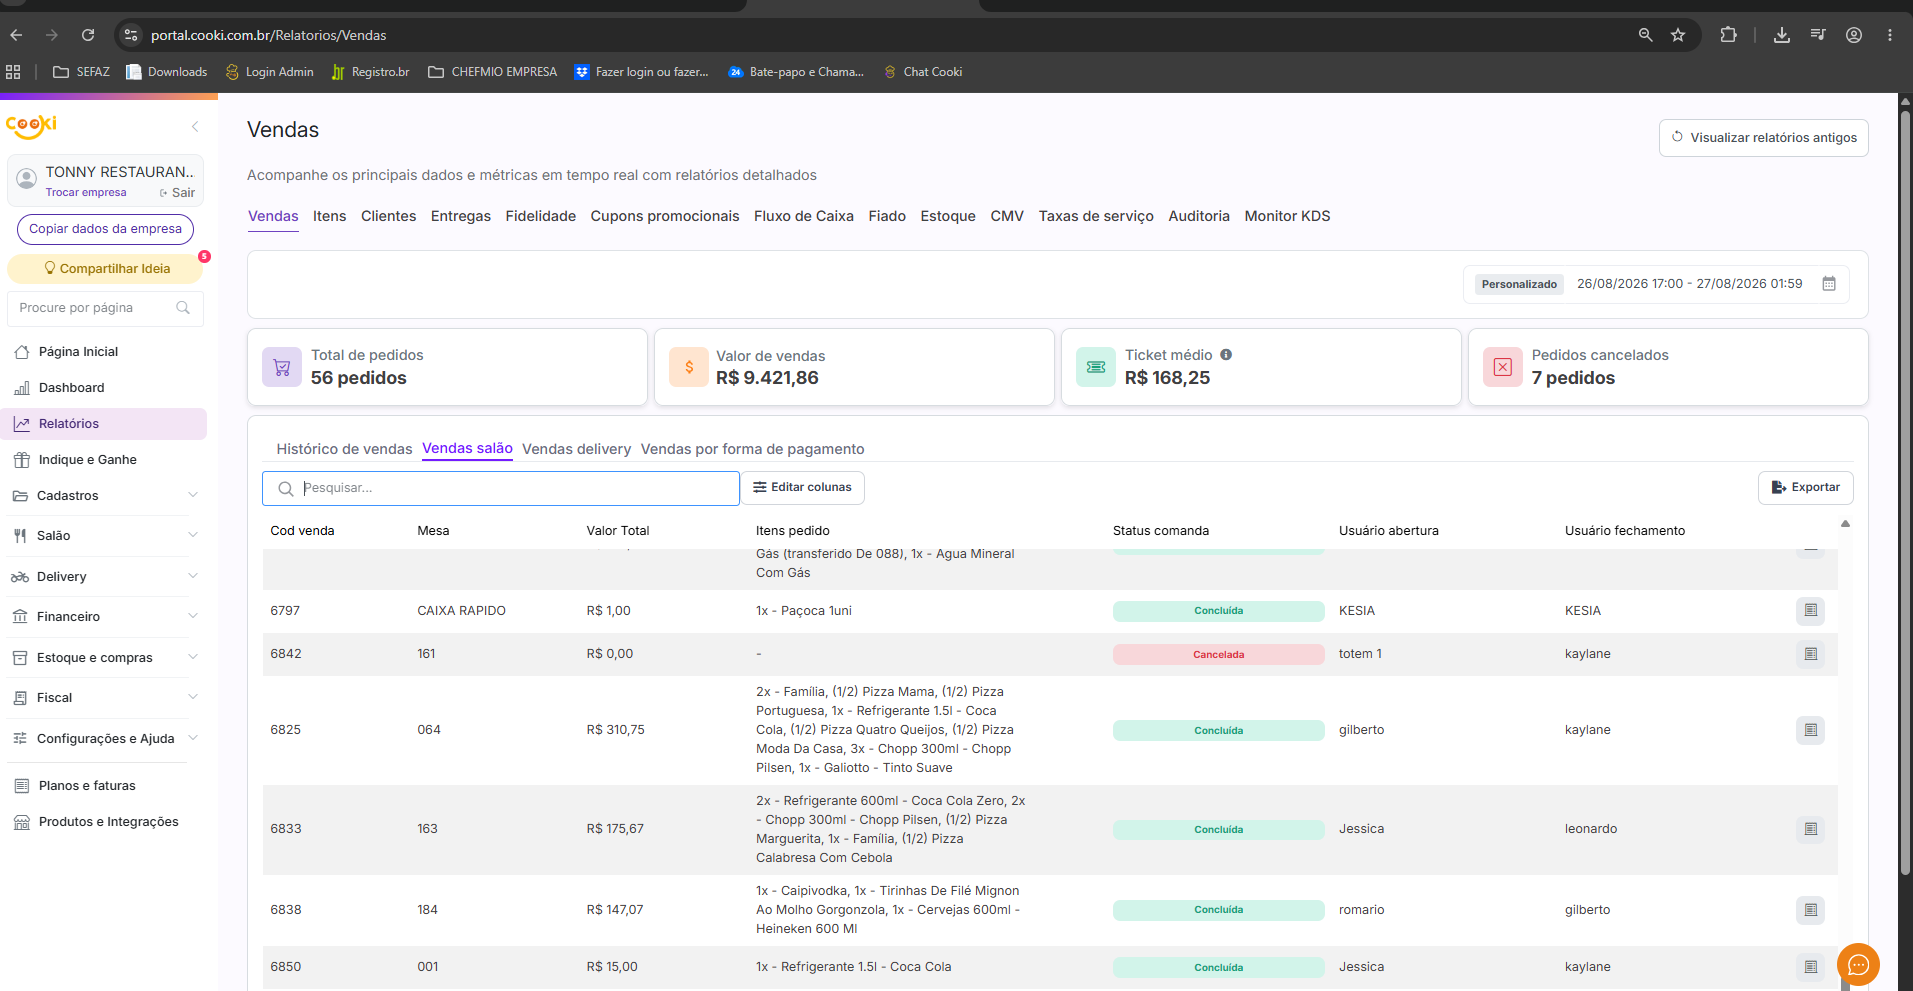 portal.cooki.com.br/Relatorios/Vendas
SEFAZ
Downloads
Login Admin
Registro.br
CHEFMIO EMPRESA
Fazer login ou fazer...
24 Bate-papo e Chama...
Chat Cooki
cooki
TONNY RESTAURAN...
Trocar empresa
Sair
Copiar dados da empresa
5
Compartilhar Ideia
Procure por página
Página Inicial
Dashboard
Relatórios
Indique e Ganhe
Cadastros
Salão
Delivery
Financeiro
Estoque e compras
Fiscal
Configurações e Ajuda
Planos e faturas
Produtos e Integrações
Vendas
Visualizar relatórios antigos
Acompanhe os principais dados e métricas em tempo real com relatórios detalhados
Vendas Itens Clientes Entregas Fidelidade Cupons promocionais Fluxo de Caixa Fiado Estoque CMV Taxas de serviço Auditoria Monitor KDS
Personalizado 26/08/2026 17:00 - 27/08/2026 01:59
Total de pedidos
56 pedidos
Valor de vendas
R$ 9.421,86
Ticket médio
R$ 168,25
Pedidos cancelados
7 pedidos
Histórico de vendas Vendas salão Vendas delivery Vendas por forma de pagamento
Pesquisar...
Editar colunas
Exportar
Cod venda Mesa Valor Total Itens pedido Status comanda Usuário abertura Usuário fechamento
Gás (transferido De 088), 1x - Agua Mineral
Com Gás
6797 CAIXA RAPIDO R$ 1,00 1x - Paçoca 1uni Concluída KESIA KESIA
6842 161 R$ 0,00 - Cancelada totem 1 kaylane
2x - Família, (1/2) Pizza Mama, (1/2) Pizza
Portuguesa, 1x - Refrigerante 1.5l - Coca
6825 064 R$ 310,75 Cola, (1/2) Pizza Quatro Queijos, (1/2) Pizza Concluída gilberto kaylane
Moda Da Casa, 3x - Chopp 300ml - Chopp
Pilsen, 1x - Galiotto - Tinto Suave
2x - Refrigerante 600ml - Coca Cola Zero, 2x
- Chopp 300ml - Chopp Pilsen, (1/2) Pizza
6833 163 R$ 175,67 Marguerita, 1x - Família, (1/2) Pizza Concluída Jessica leonardo
Calabresa Com Cebola
1x - Caipivodka, 1x - Tirinhas De Filé Mignon
6838 184 R$ 147,07 Ao Molho Gorgonzola, 1x - Cervejas 600ml - Concluída romario gilberto
Heineken 600 Ml
6850 001 R$ 15,00 1x - Refrigerante 1.5l - Coca Cola Concluída Jessica kaylane